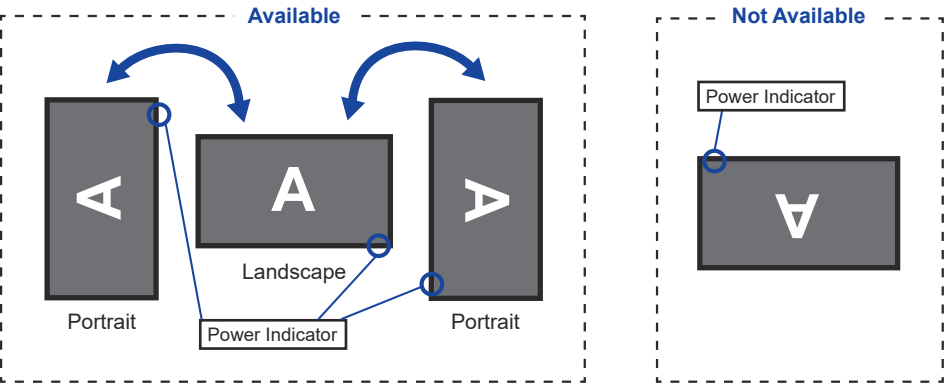 Available
Not Available
Power Indicator
A
A
A
A
Landscape
Portrait
Power Indicator
Portrait